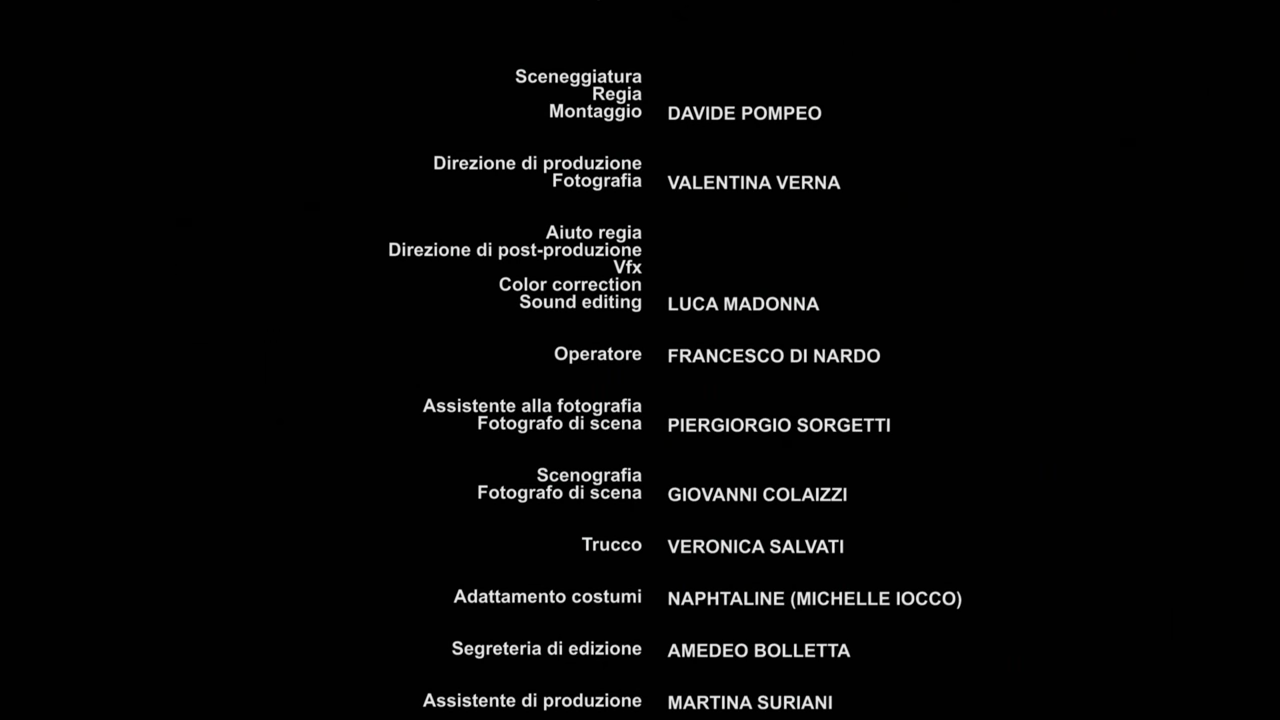 Sceneggiatura
Regia
Montaggio DAVIDE POMPEO
Direzione di produzione
Fotografia VALENTINA VERNA
Aiuto regia
Direzione di post-produzione
Vfx
Color correction
Sound editing LUCA MADONNA
Operatore FRANCESCO DI NARDO
Assistente alla fotografia
Fotografo di scena PIERGIORGIO SORGETTI
Scenografia
Fotografo di scena GIOVANNI COLAIZZI
Trucco VERONICA SALVATI
Adattamento costumi NAPHTALINE (MICHELLE IOCCO)
Segreteria di edizione AMEDEO BOLLETTA
Assistente di produzione MARTINA SURIANI